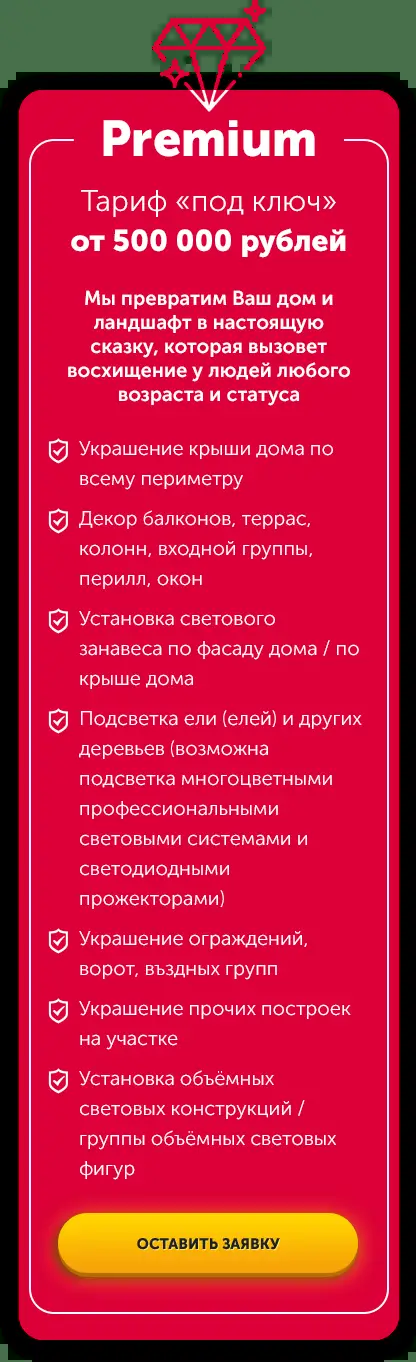 Premium
Тариф «под ключ»
от 500 000 рублей
Мы превратим Ваш дом и
ландшафт в настоящую
сказку, которая вызовет
восхищение у людей любого
возраста и статуса
Украшение крыши дома по
всему периметру
Декор балконов, террас,
колонн, входной группы,
перилл, окон
Установка светового
занавеса по фасаду дома / по
крыше дома
Подсветка ели (елей) и других
деревьев (возможна
подсветка многоцветными
профессиональными
световыми системами и
светодиодными
прожекторами)
Украшение ограждений,
ворот, въздных групп
Украшение прочих построек
на участке
Установка объёмных
световых конструкций /
группы объёмных световых
фигур
ОСТАВИТЬ ЗАЯВКУ